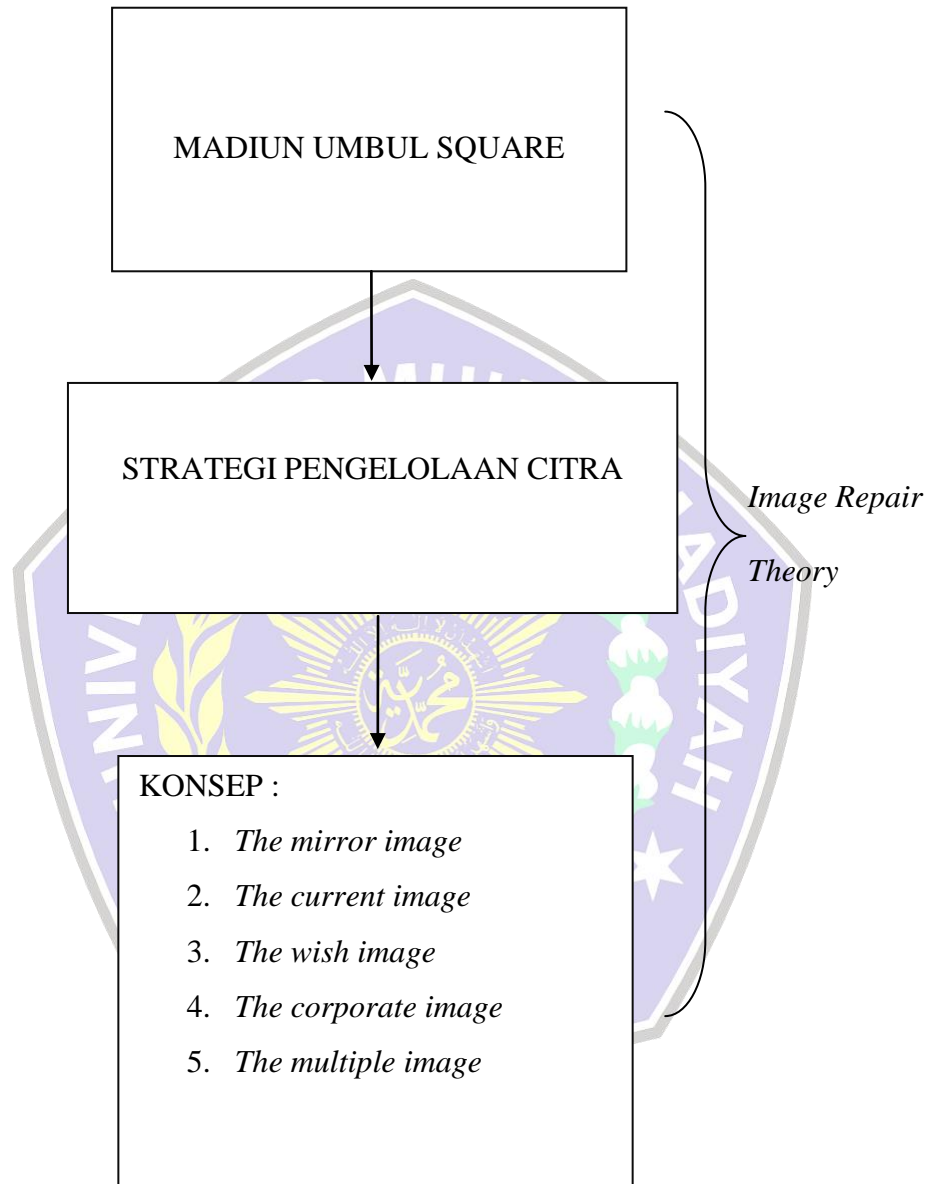 MADIUN UMBUL SQUARE
STRATEGI PENGELOLAAN CITRA
Image Repair
Theory
KONSEP :
1. The mirror image
2. The current image
3. The wish image
4. The corporate image
5. The multiple image
محمد